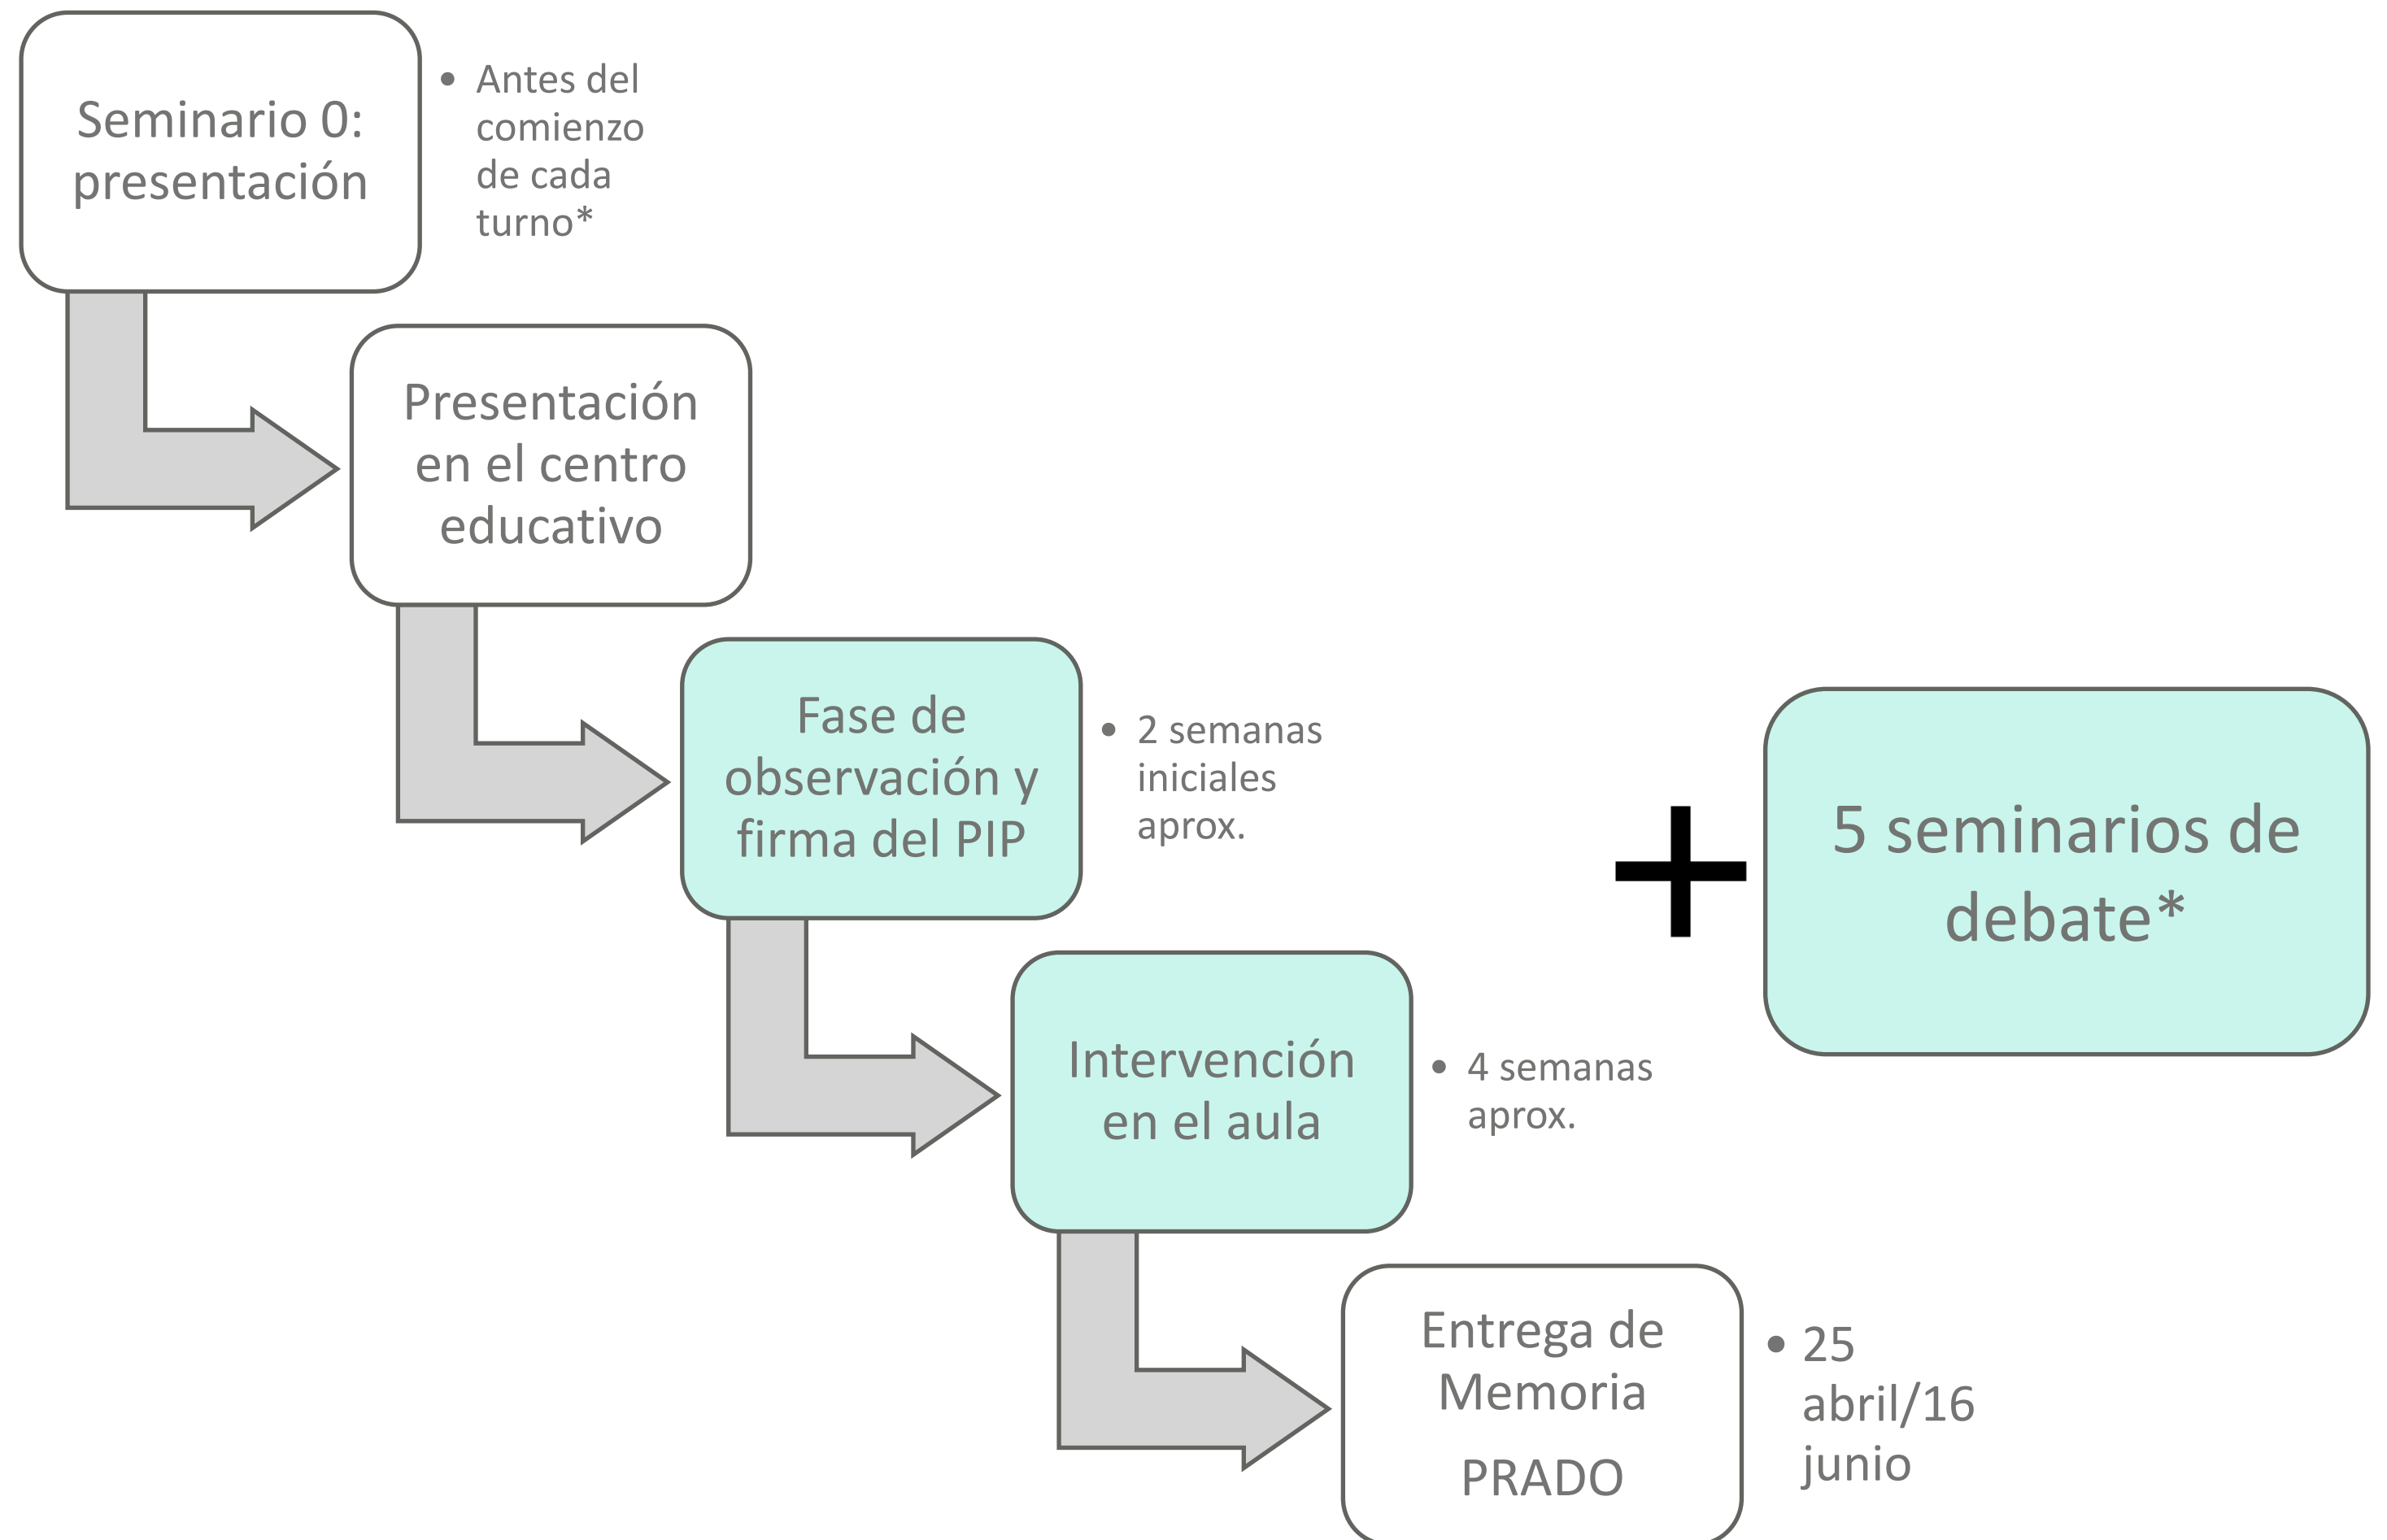 Seminario 0:
presentación
• Antes del
comienzo
de cada
turno*
Presentación
en el centro
educativo
Fase de
observación y
firma del PIP
• 2 semanas
iniciales
aprox.
+
5 seminarios de
debate*
Intervención
en el aula
• 4 semanas
aprox.
Entrega de
Memoria
PRADO
• 25
abril/16
junio